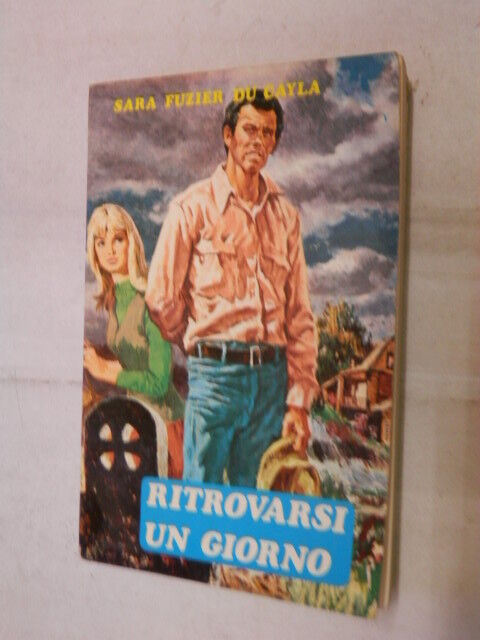 SARA FUZIER DU CAYLA
RITROVARSI
UN GIORNO